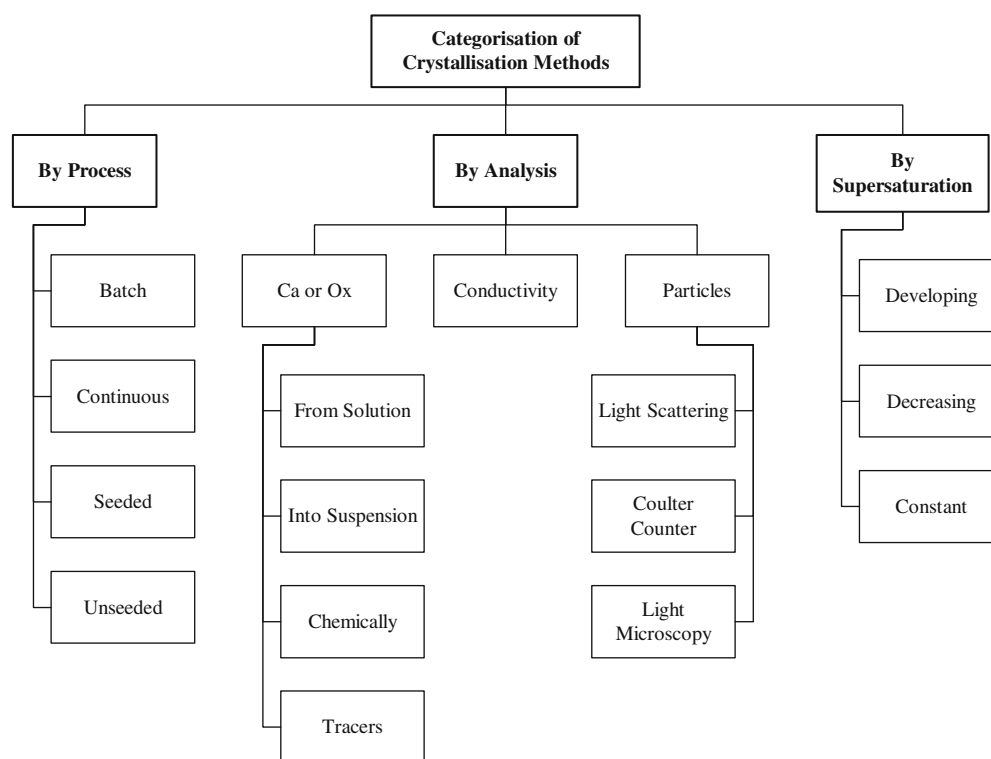 Categorisation of
Crystallisation Methods
By Process
By Analysis
By
Supersaturation
Batch
Continuous
Seeded
Unseeded
Ca or Ox
Conductivity
Particles
From Solution
Into Suspension
Chemically
Tracers
Light Scattering
Coulter
Counter
Light
Microscopy
Developing
Decreasing
Constant